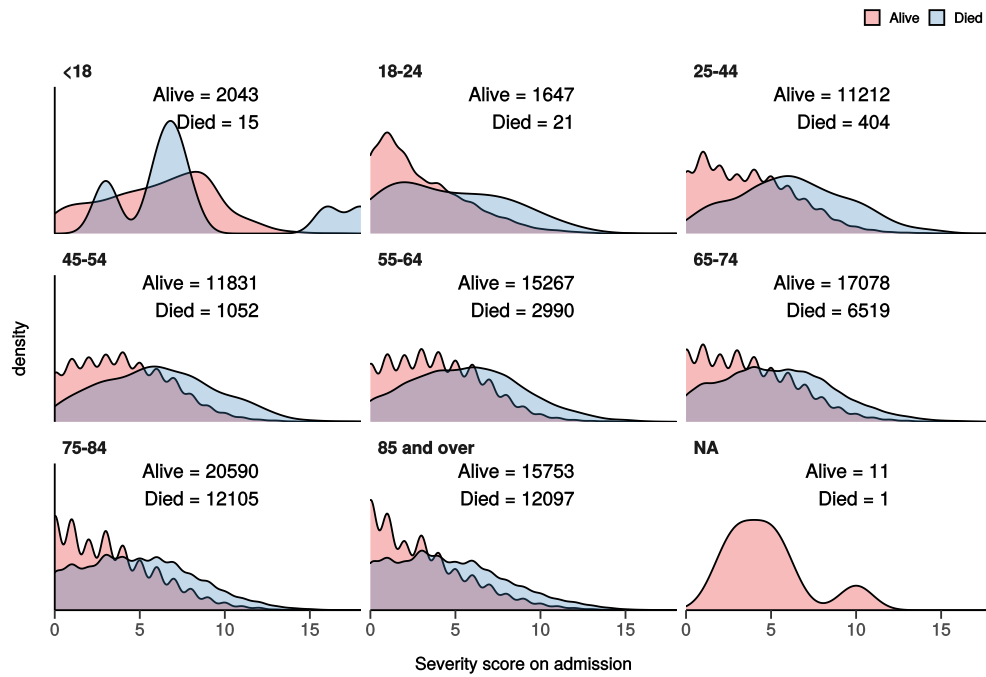 Alive Died
<18 18-24 25-44
Alive = 2043 Alive = 1647 Alive = 11212
Died = 15 Died = 21 Died = 404
45-54 55-64 65-74
Alive = 11831 Alive = 15267 Alive = 17078
Died = 1052 Died = 2990 Died = 6519
density
75-84 85 and over NA
Alive = 20590 Alive = 15753 Alive = 11
Died = 12105 Died = 12097 Died = 1
0 5 10 15 0 5 10 15 0 5 10 15
Severity score on admission